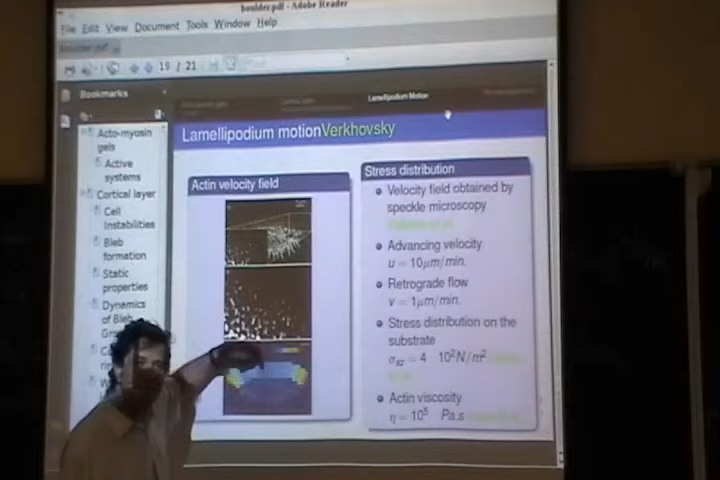 boulder.pdf - Adobe Reader
File Edit View Document Tools Window Help
boulder.pdf
19 / 21
Bookmarks
Acto-myosin
gels
Active
systems
Cortical layer
Cell
Instabilities
Bleb
formation
Static
properties
Dynamics
of Bleb
Lamellipodium Motion
Lamellipodium motionVerkhovsky
Actin velocity field
Stress distribution
Velocity field obtained by
speckle microscopy
Advancing velocity
u = 10μm/min.
Retrograde flow
v = 1μm/min.
Stress distribution on the
substrate
σxz = 4 10²N/m²
Actin viscosity
η = 10⁵ Pa.s